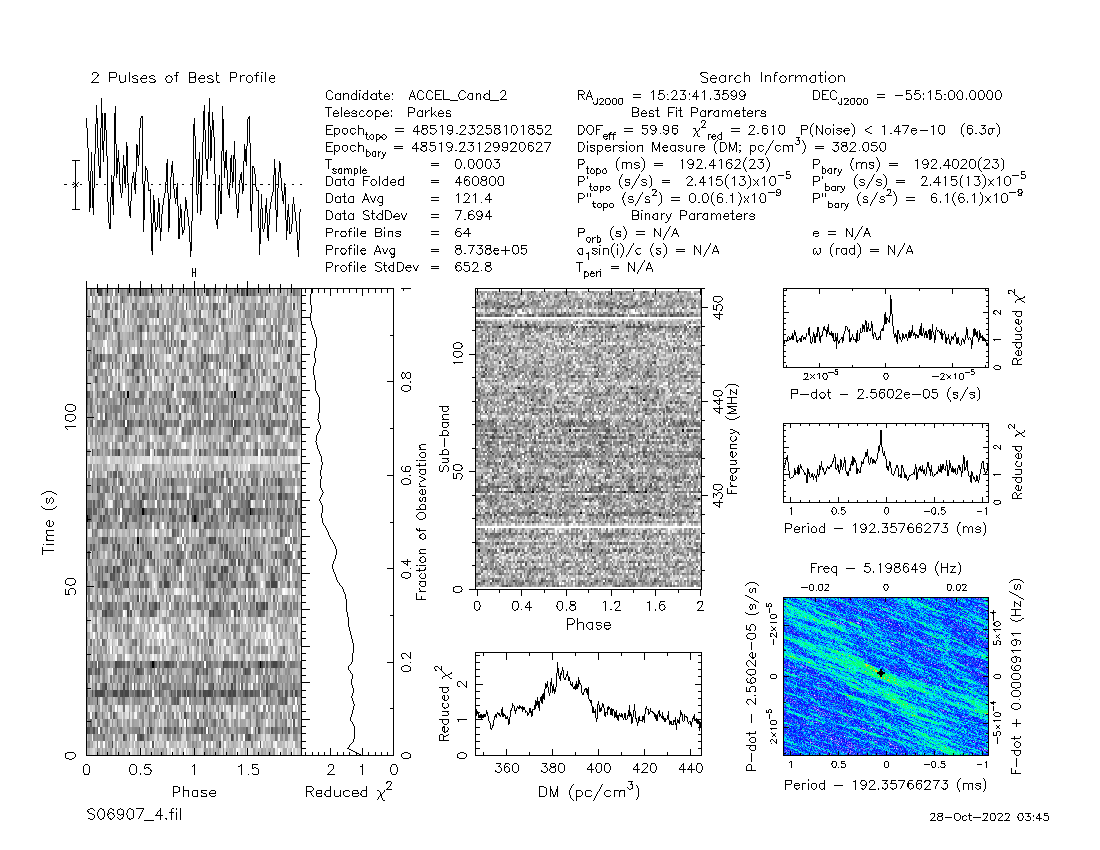 2 Pulses of Best Profile
Search Information
Candidate: ACCEL_Cand_2
RA_J2000 = 15:23:41.3599
DEC_J2000 = −55:15:00.0000
Telescope: Parkes
Best Fit Parameters
Epoch_topo = 48519.23258101852
DOF_eff = 59.96 χ²_red = 2.610 P(Noise) < 1.47e−10 (6.3σ)
Epoch_bary = 48519.23129920627
Dispersion Measure (DM; pc/cm³) = 382.050
T_sample = 0.0003
P_topo (ms) = 192.4162(23)
P_bary (ms) = 192.4020(23)
Data Folded = 460800
P'_topo (s/s) = 2.415(13)x10⁻⁵
P'_bary (s/s) = 2.415(13)x10⁻⁵
Data Avg = 121.4
P''_topo (s/s²) = 0.0(6.1)x10⁻⁹
P''_bary (s/s²) = 6.1(6.1)x10⁻⁹
Data StdDev = 7.694
Binary Parameters
Profile Bins = 64
P_orb (s) = N/A
e = N/A
Profile Avg = 8.738e+05
a₁sin(i)/c (s) = N/A
ω (rad) = N/A
Profile StdDev = 652.8
T_peri = N/A
0 50 100
Time (s)
0 0.5 1 1.5
Phase
2 1 0
Reduced χ²
0 0.2 0.4 0.6 0.8 1
Fraction of Observation
0 50 100
Sub−band
430 440 450
Frequency (MHz)
0 0.4 0.8 1.2 1.6 2
Phase
0 1 2
Reduced χ²
360 380 400 420 440
DM (pc/cm³)
0 1 2
Reduced χ²
2×10⁻⁵ 0 −2×10⁻⁵
P−dot − 2.5602e−05 (s/s)
0 1 2
Reduced χ²
1 0.5 0 −0.5 −1
Period − 192.35766273 (ms)
Freq − 5.198649 (Hz)
−0.02 0 0.02
2×10⁻⁵ 0 −2×10⁻⁵
P−dot − 2.5602e−05 (s/s)
−5×10⁻⁴ 0 5×10⁻⁴
F−dot + 0.00069191 (Hz/s)
1 0.5 0 −0.5 −1
Period − 192.35766273 (ms)
S06907_4.fil
28−Oct−2022 03:45